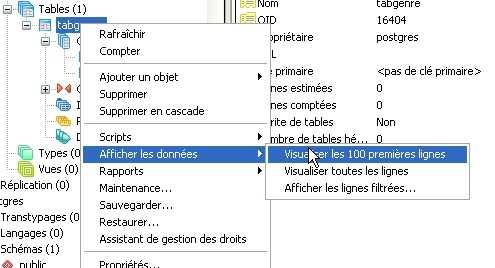 Tables (1)
tabgenre
Nom tabgenre
OID 16404
opriétaire postgres
Rafraîchir
Compter
L
e primaire <pas de clé primaire>
Ajouter un objet
nes estimées 0
Supprimer
nes comptées 0
Supprimer en cascade
rite de tables Non
Scripts
mbre de tables hé... 0
Afficher les données
Visualiser les 100 premières lignes
Types (0)
Rapports
Visualiser toutes les lignes
Vues (0)
Maintenance...
Afficher les lignes filtrées...
Réplication (0)
Sauvegarder...
tgres
Restaurer...
Transtypages (0)
Langages (0)
Assistant de gestion des droits
Schémas (1)
public
Propriétés...